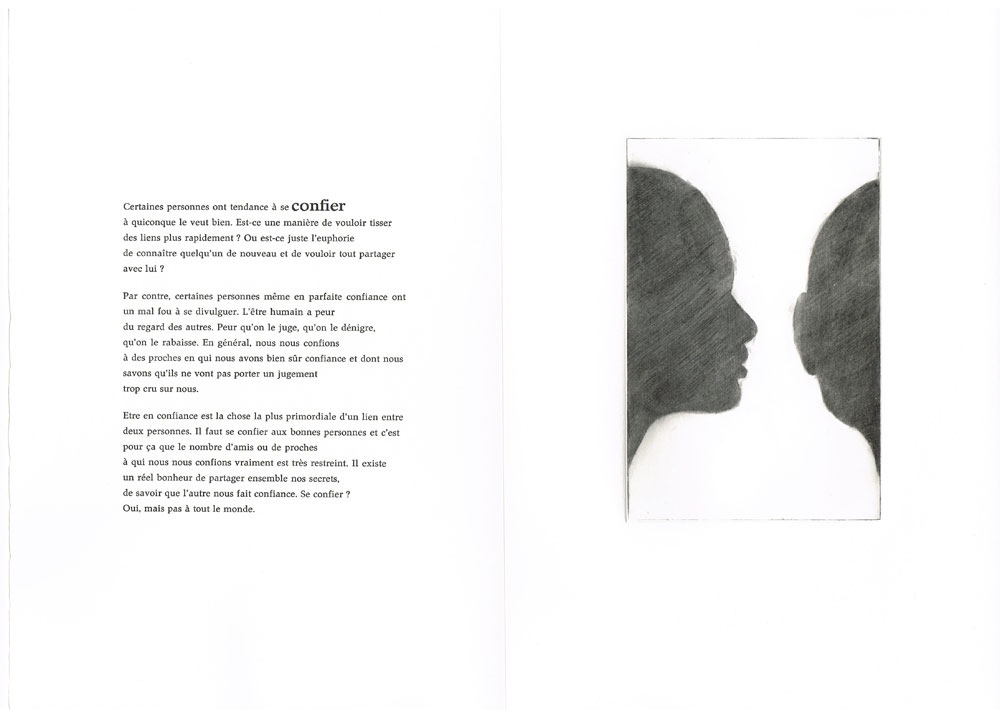 Certaines personnes ont tendance à se confier
à quiconque le veut bien. Est-ce une manière de vouloir tisser
des liens plus rapidement ? Ou est-ce juste l'euphorie
de connaître quelqu'un de nouveau et de vouloir tout partager
avec lui ?
Par contre, certaines personnes même en parfaite confiance ont
un mal fou à se divulguer. L'être humain a peur
du regard des autres. Peur qu'on le juge, qu'on le dénigre,
qu'on le rabaisse. En général, nous nous confions
à des proches en qui nous avons bien sûr confiance et dont nous
savons qu'ils ne vont pas porter un jugement
trop cru sur nous.
Etre en confiance est la chose la plus primordiale d'un lien entre
deux personnes. Il faut se confier aux bonnes personnes et c'est
pour ça que le nombre d'amis ou de proches
à qui nous nous confions vraiment est très restreint. Il existe
un réel bonheur de partager ensemble nos secrets,
de savoir que l'autre nous fait confiance. Se confier ?
Oui, mais pas à tout le monde.